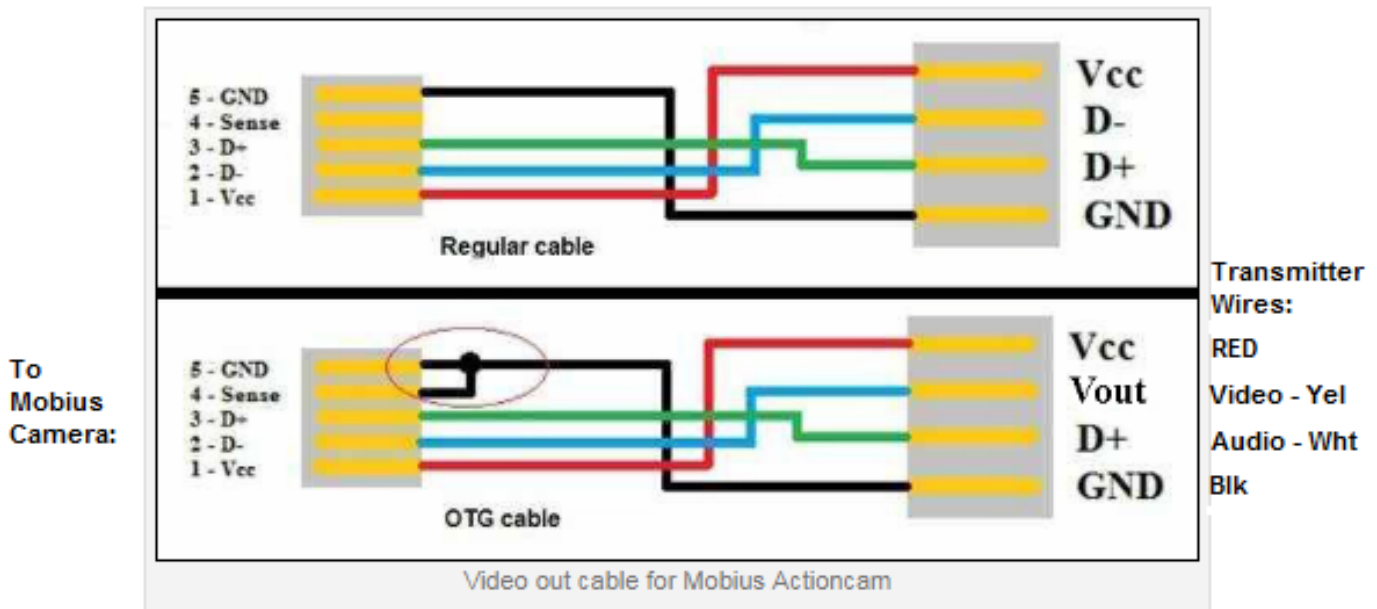 5 - GND
4 - Sense
3 - D+
2 - D-
1 - Vcc
Vcc
D-
D+
GND
Regular cable
To
Mobius
Camera:
5 - GND
4 - Sense
3 - D+
2 - D-
1 - Vcc
Vcc
Vout
D+
GND
OTG cable
Transmitter
Wires:
RED
Video - Yel
Audio - Wht
Blk
Video out cable for Mobius Actioncam